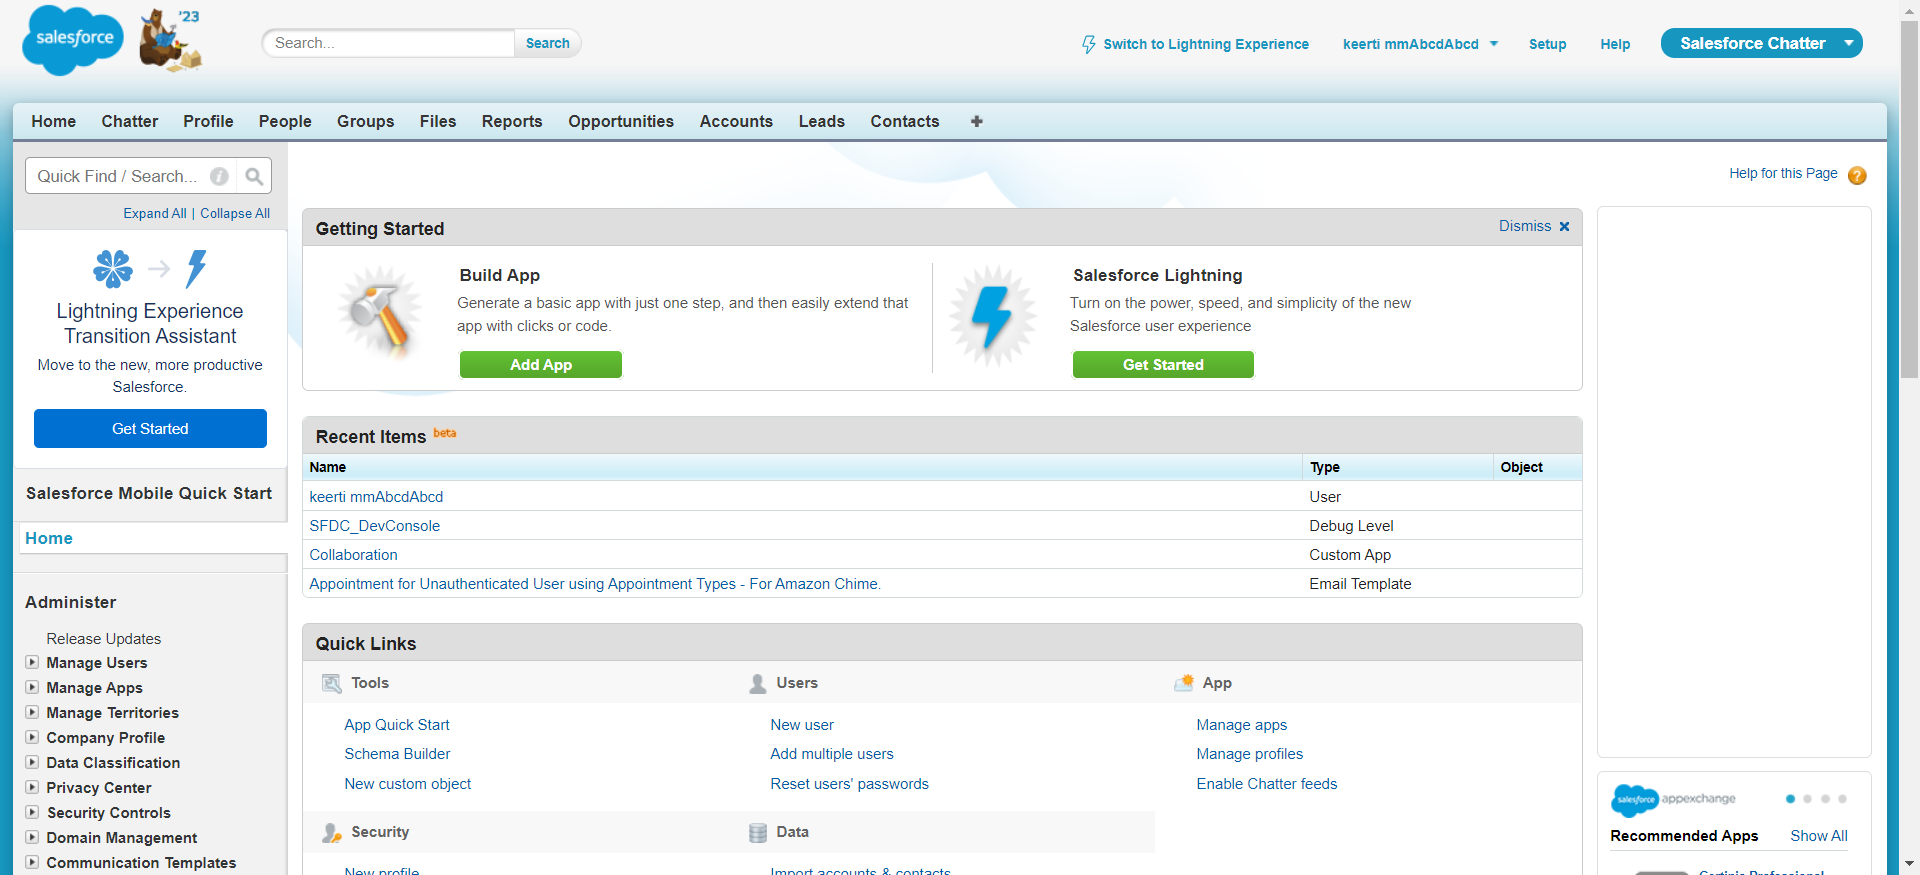 salesforce
'23
Search...
Search
Switch to Lightning Experience
keerti mmAbcdAbcd
Setup
Help
Salesforce Chatter
Home
Chatter
Profile
People
Groups
Files
Reports
Opportunities
Accounts
Leads
Contacts
Quick Find / Search...
Expand All | Collapse All
Lightning Experience
Transition Assistant
Move to the new, more productive
Salesforce.
Get Started
Salesforce Mobile Quick Start
Home
Administer
Release Updates
Manage Users
Manage Apps
Manage Territories
Company Profile
Data Classification
Privacy Center
Security Controls
Domain Management
Communication Templates
Help for this Page
Getting Started
Dismiss
Build App
Generate a basic app with just one step, and then easily extend that
app with clicks or code.
Add App
Salesforce Lightning
Turn on the power, speed, and simplicity of the new
Salesforce user experience
Get Started
Recent Items beta
Name Type Object
keerti mmAbcdAbcd User
SFDC_DevConsole Debug Level
Collaboration Custom App
Appointment for Unauthenticated User using Appointment Types - For Amazon Chime. Email Template
Quick Links
Tools
App Quick Start
Schema Builder
New custom object
Users
New user
Add multiple users
Reset users' passwords
App
Manage apps
Manage profiles
Enable Chatter feeds
Security
New profile
Data
Import accounts & contacts
salesforce appexchange
Recommended Apps Show All
Certinia Professional